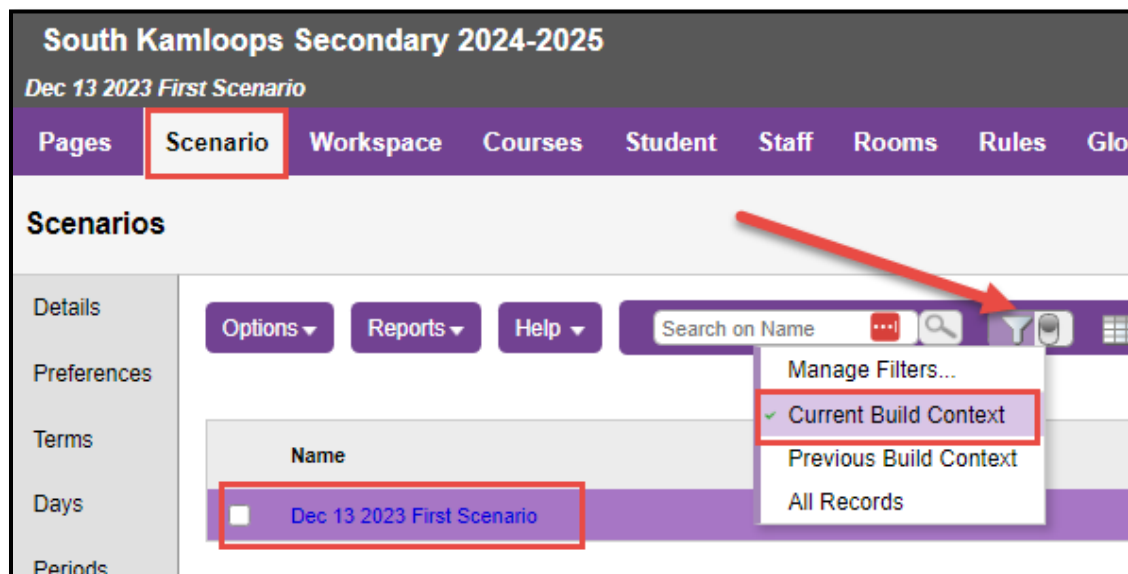 South Kamloops Secondary 2024-2025
Dec 13 2023 First Scenario
Pages Scenario Workspace Courses Student Staff Rooms Rules Glo
Scenarios
Details
Options Reports Help Search on Name
Manage Filters...
Preferences
Current Build Context
Terms
Name
Previous Build Context
Days
All Records
Dec 13 2023 First Scenario
Periods